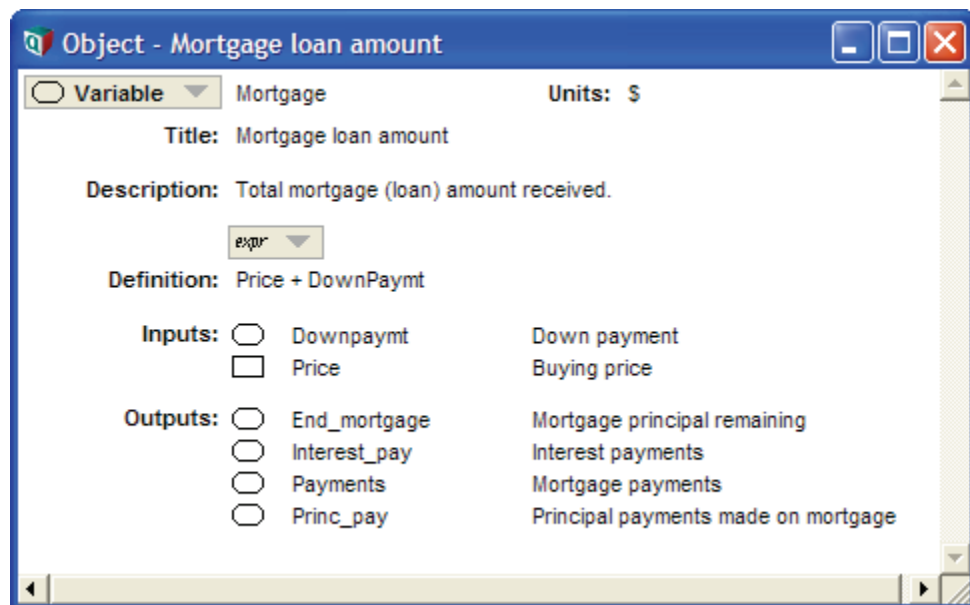 Object - Mortgage loan amount
Variable Mortgage Units: $
Title: Mortgage loan amount
Description: Total mortgage (loan) amount received.
expr
Definition: Price + DownPaymt
Inputs: Downpaymt Down payment
Price Buying price
Outputs: End_mortgage Mortgage principal remaining
Interest_pay Interest payments
Payments Mortgage payments
Princ_pay Principal payments made on mortgage